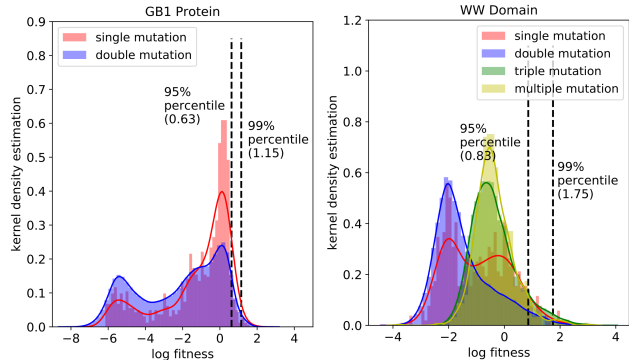 GB1 Protein
0.9
0.8
0.7
0.6
0.5
0.4
0.3
0.2
0.1
0.0
kernel density estimation
single mutation
double mutation
95%
percentile
(0.63)
99%
percentile
(1.15)
−8 −6 −4 −2 0 2 4
log fitness
WW Domain
1.2
1.0
0.8
0.6
0.4
0.2
0.0
kernel density estimation
single mutation
double mutation
triple mutation
multiple mutation
95%
percentile
(0.83)
99%
percentile
(1.75)
−4 −2 0 2 4
log fitness